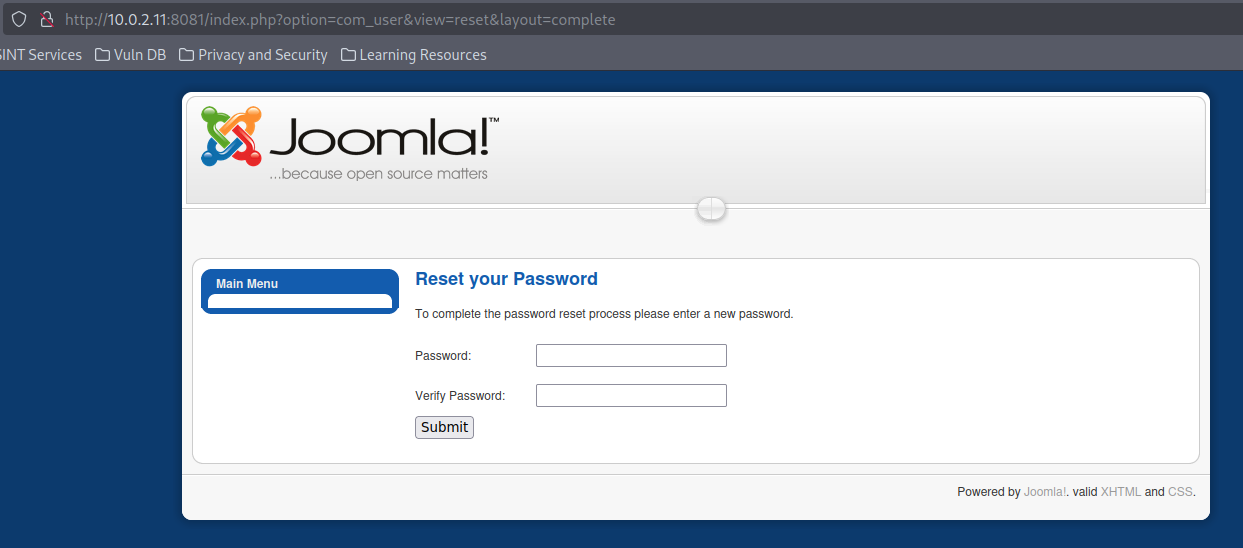 http://10.0.2.11:8081/index.php?option=com_user&view=reset&layout=complete
SINT Services Vuln DB Privacy and Security Learning Resources
Joomla!™
...because open source matters
Main Menu
Reset your Password
To complete the password reset process please enter a new password.
Password:
Verify Password:
Submit
Powered by Joomla!. valid XHTML and CSS.